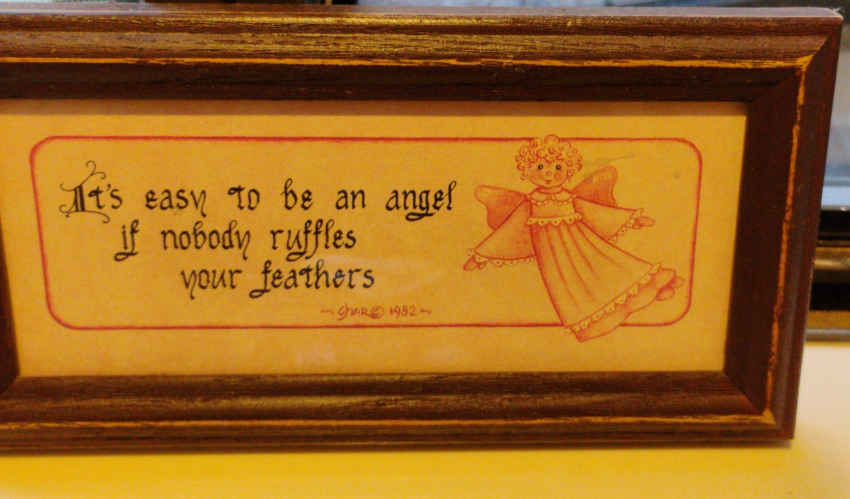 It's easy to be an angel
if nobody ruffles
your feathers
© 1982